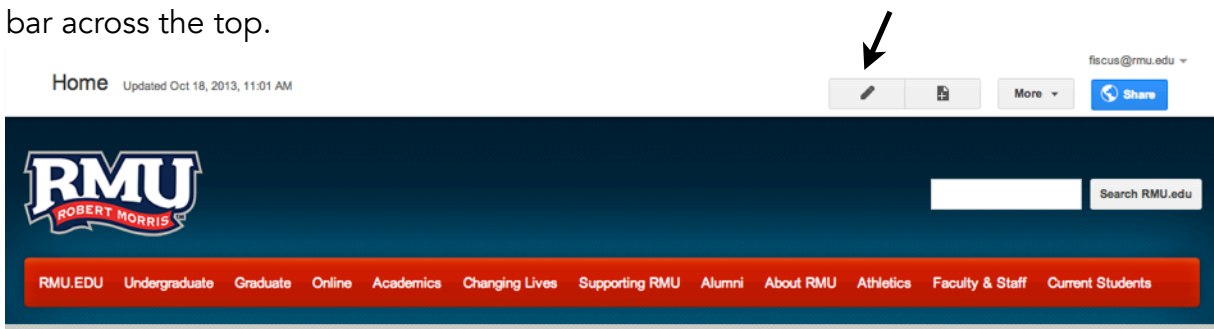 bar across the top.
fiscus@rmu.edu
Home Updated Oct 18, 2013, 11:01 AM More Share
RMU
ROBERT MORRIS
TM
Search RMU.edu
RMU.EDU Undergraduate Graduate Online Academics Changing Lives Supporting RMU Alumni About RMU Athletics Faculty & Staff Current Students